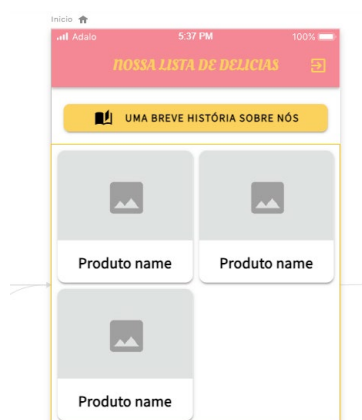 Inicio
Adalo 5:37 PM 100%
NOSSA LISTA DE DELICIAS
UMA BREVE HISTÓRIA SOBRE NÓS
Produto name Produto name
Produto name